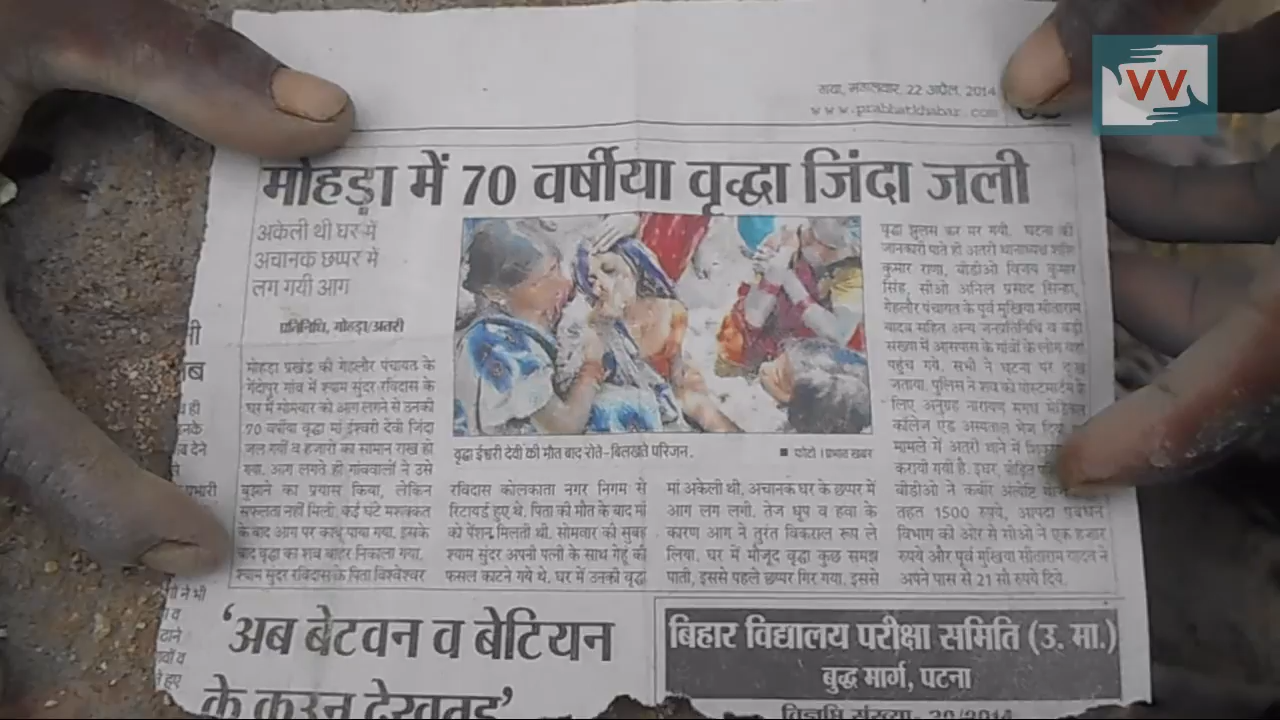 VV
गया, मंगलवार, 22 अप्रैल, 2014
www.prabhatkhabar.com
मोहड़ा में 70 वर्षीया वृद्धा जिंदा जली
अकेली थी घर में
अचानक छप्पर में
लग गयी आग
प्रतिनिधि, मोहड़ा/अतरी
मोहड़ा प्रखंड की गेहलौर पंचायत के
गेंदापुर गांव में श्याम सुंदर रविदास के
घर में सोमवार को आग लगने से उनकी
70 वर्षीया वृद्धा मां ईश्वरी देवी जिंदा
जल गयीं व हजारों का सामान राख हो
गया. आग लगते ही गांववालों ने उसे
बुझाने का प्रयास किया, लेकिन
सफलता नहीं मिली. कई घंटे मशक्कत
के बाद आग पर काबू पाया गया. इसके
बाद वृद्धा का शव बाहर निकाला गया.
श्याम सुंदर रविदास के पिता विश्वेश्वर
वृद्धा ईश्वरी देवी की मौत बाद रोते-बिलखते परिजन.
■ फोटो । प्रभात खबर
रविदास कोलकाता नगर निगम से
रिटायर्ड हुए थे. पिता की मौत के बाद मां
को पेंशन मिलती थी. सोमवार को सुबह
श्याम सुंदर अपनी पत्नी के साथ गेहूं की
फसल काटने गये थे. घर में उनकी वृद्धा
मां अकेली थी, अचानक घर के छप्पर में
आग लग लगी. तेज धूप व हवा के
कारण आग ने तुरंत विकराल रूप ले
लिया. घर में मौजूद वृद्धा कुछ समझ
पाती, इससे पहले छप्पर गिर गया. इससे
वृद्धा झुलस कर मर गयी. घटना की
जानकारी पाते ही अतरी थानाध्यक्ष
कुमार राणा, बीडीओ विजय कुमार
सिंह, सीओ अनिल प्रसाद सिन्हा,
गेहलौर पंचायत के पूर्व मुखिया सीताराम
यादव सहित अन्य जनप्रतिनिधि व बड़ी
संख्या में आसपास के गांवों के लोग वहां
पहुंच गये. सभी ने घटना पर दुःख
जताया. पुलिस ने शव को पोस्टमार्टम के
लिए अनुग्रह नारायण मगध मेडिकल
कॉलेज एंड अस्पताल भेज
मामले में अतरी थाने में
करायी गयी है. इधर, पीड़ित
बीडीओ ने कबीर अंत्येष्टि
तहत 1500 रुपये, आपदा प्रबंधन
विभाग की ओर से सीओ ने एक हजार
रुपये और पूर्व मुखिया सीताराम यादव ने
अपने पास से 21 सौ रुपये दिये.
'अब बेटवन व बेटियन
के कउन देखतइ'
बिहार विद्यालय परीक्षा समिति (उ. मा.)
बुद्ध मार्ग, पटना
विज्ञप्ति संख्या- 20/2014